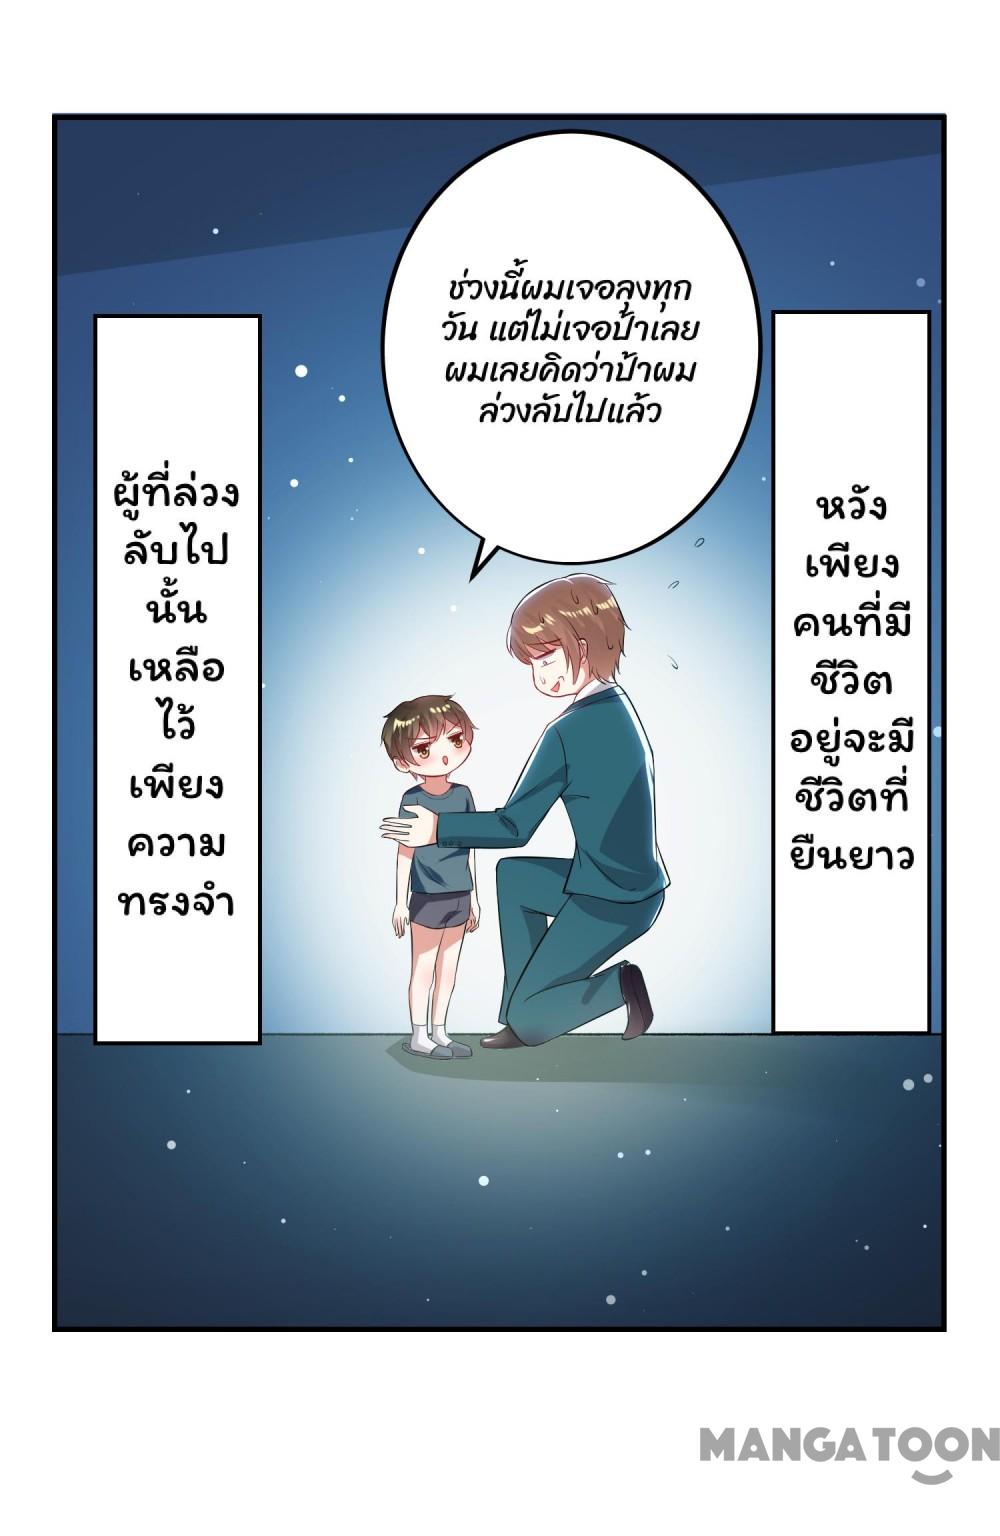 ช่วงนี้ผมเจอลุงทุก
วัน แต่ไม่เจอป้าเลย
ผมเลยคิดว่าป้าผม
ล่วงลับไปแล้ว
ผู้ที่ล่วง
ลับไป
นั้น
เหลือ
ไว้
เพียง
ความ
ทรงจำ
หวัง
เพียง
คนที่มี
ชีวิต
อยู่จะมี
ชีวิตที่
ยืนยาว
MANGATOON